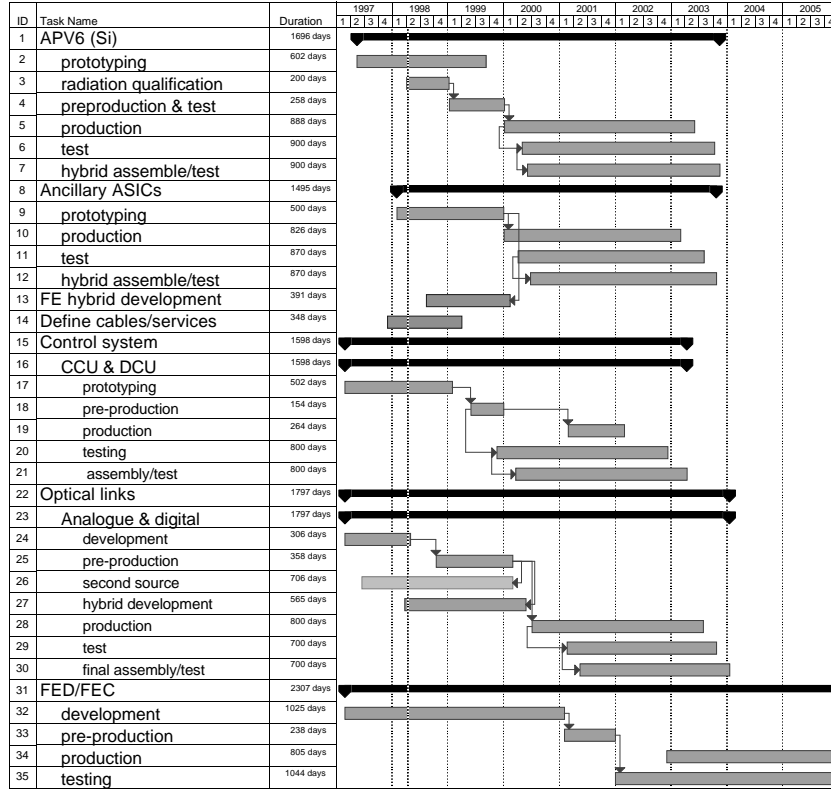 1997 1998 1999 2000 2001 2002 2003 2004 2005
ID Task Name Duration 1 2 3 4 1 2 3 4 1 2 3 4 1 2 3 4 1 2 3 4 1 2 3 4 1 2 3 4 1 2 3 4 1 2 3 4
1 APV6 (Si) 1696 days
2 prototyping 602 days
3 radiation qualification 200 days
4 preproduction & test 258 days
5 production 888 days
6 test 900 days
7 hybrid assemble/test 900 days
8 Ancillary ASICs 1495 days
9 prototyping 500 days
10 production 826 days
11 test 870 days
12 hybrid assemble/test 870 days
13 FE hybrid development 391 days
14 Define cables/services 348 days
15 Control system 1598 days
16 CCU & DCU 1598 days
17 prototyping 502 days
18 pre-production 154 days
19 production 264 days
20 testing 800 days
21 assembly/test 800 days
22 Optical links 1797 days
23 Analogue & digital 1797 days
24 development 306 days
25 pre-production 358 days
26 second source 706 days
27 hybrid development 565 days
28 production 800 days
29 test 700 days
30 final assembly/test 700 days
31 FED/FEC 2307 days
32 development 1025 days
33 pre-production 238 days
34 production 805 days
35 testing 1044 days